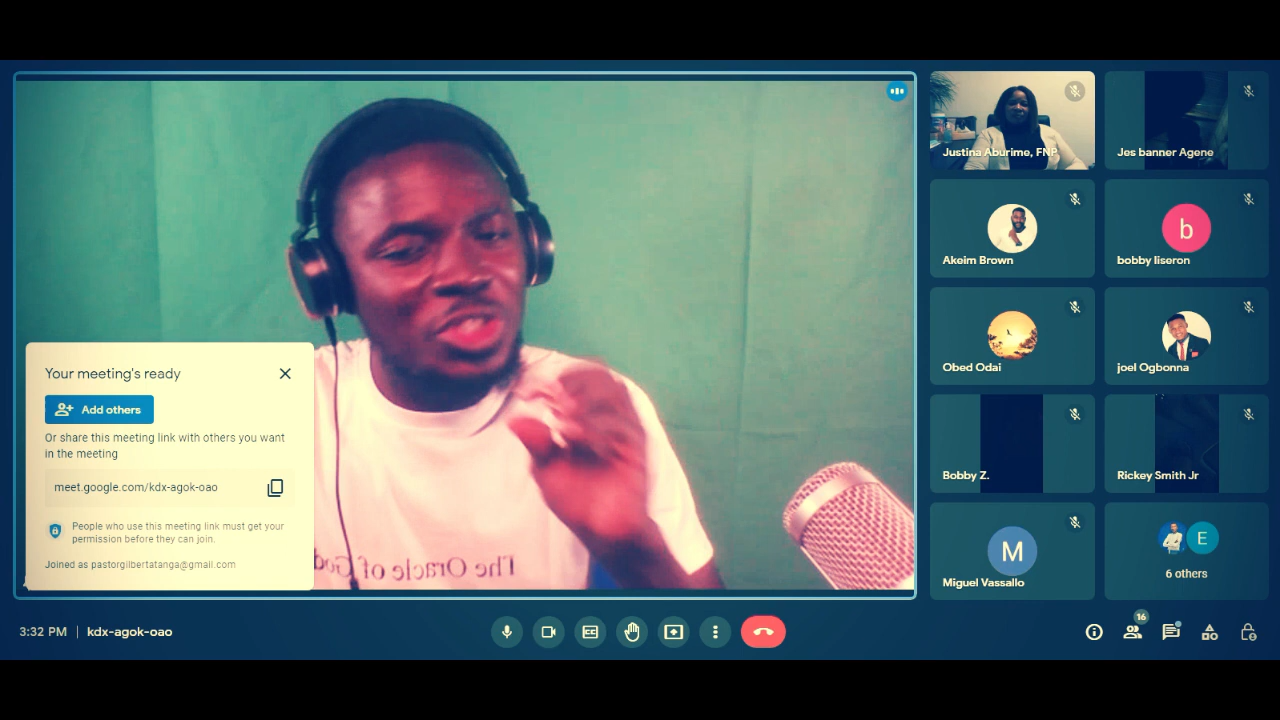 Your meeting's ready
Add others
Or share this meeting link with others you want
in the meeting
meet.google.com/kdx-agok-oao
People who use this meeting link must get your
permission before they can join.
Joined as pastorgilbertatanga@gmail.com
The Oracle of God
Justina Aburime, FNP
Jes banner Agene
Akeim Brown
b
bobby liseron
Obed Odai
joel Ogbonna
Bobby Z.
Rickey Smith Jr
M
Miguel Vassallo
E
6 others
3:32 PM | kdx-agok-oao
CC
16